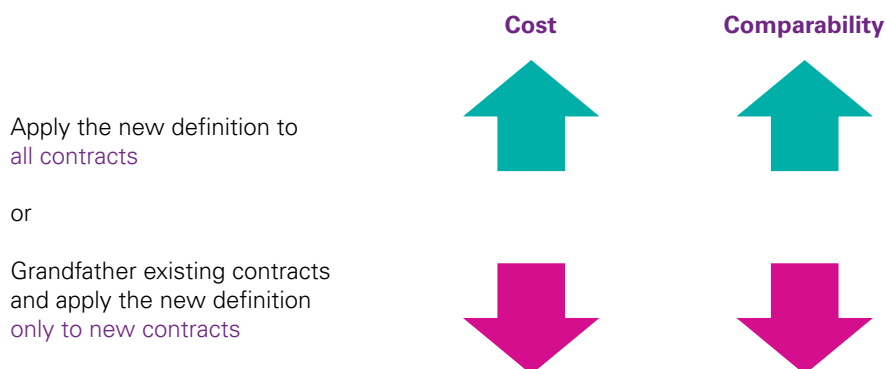 Cost Comparability
Apply the new definition to
all contracts
or
Grandfather existing contracts
and apply the new definition
only to new contracts